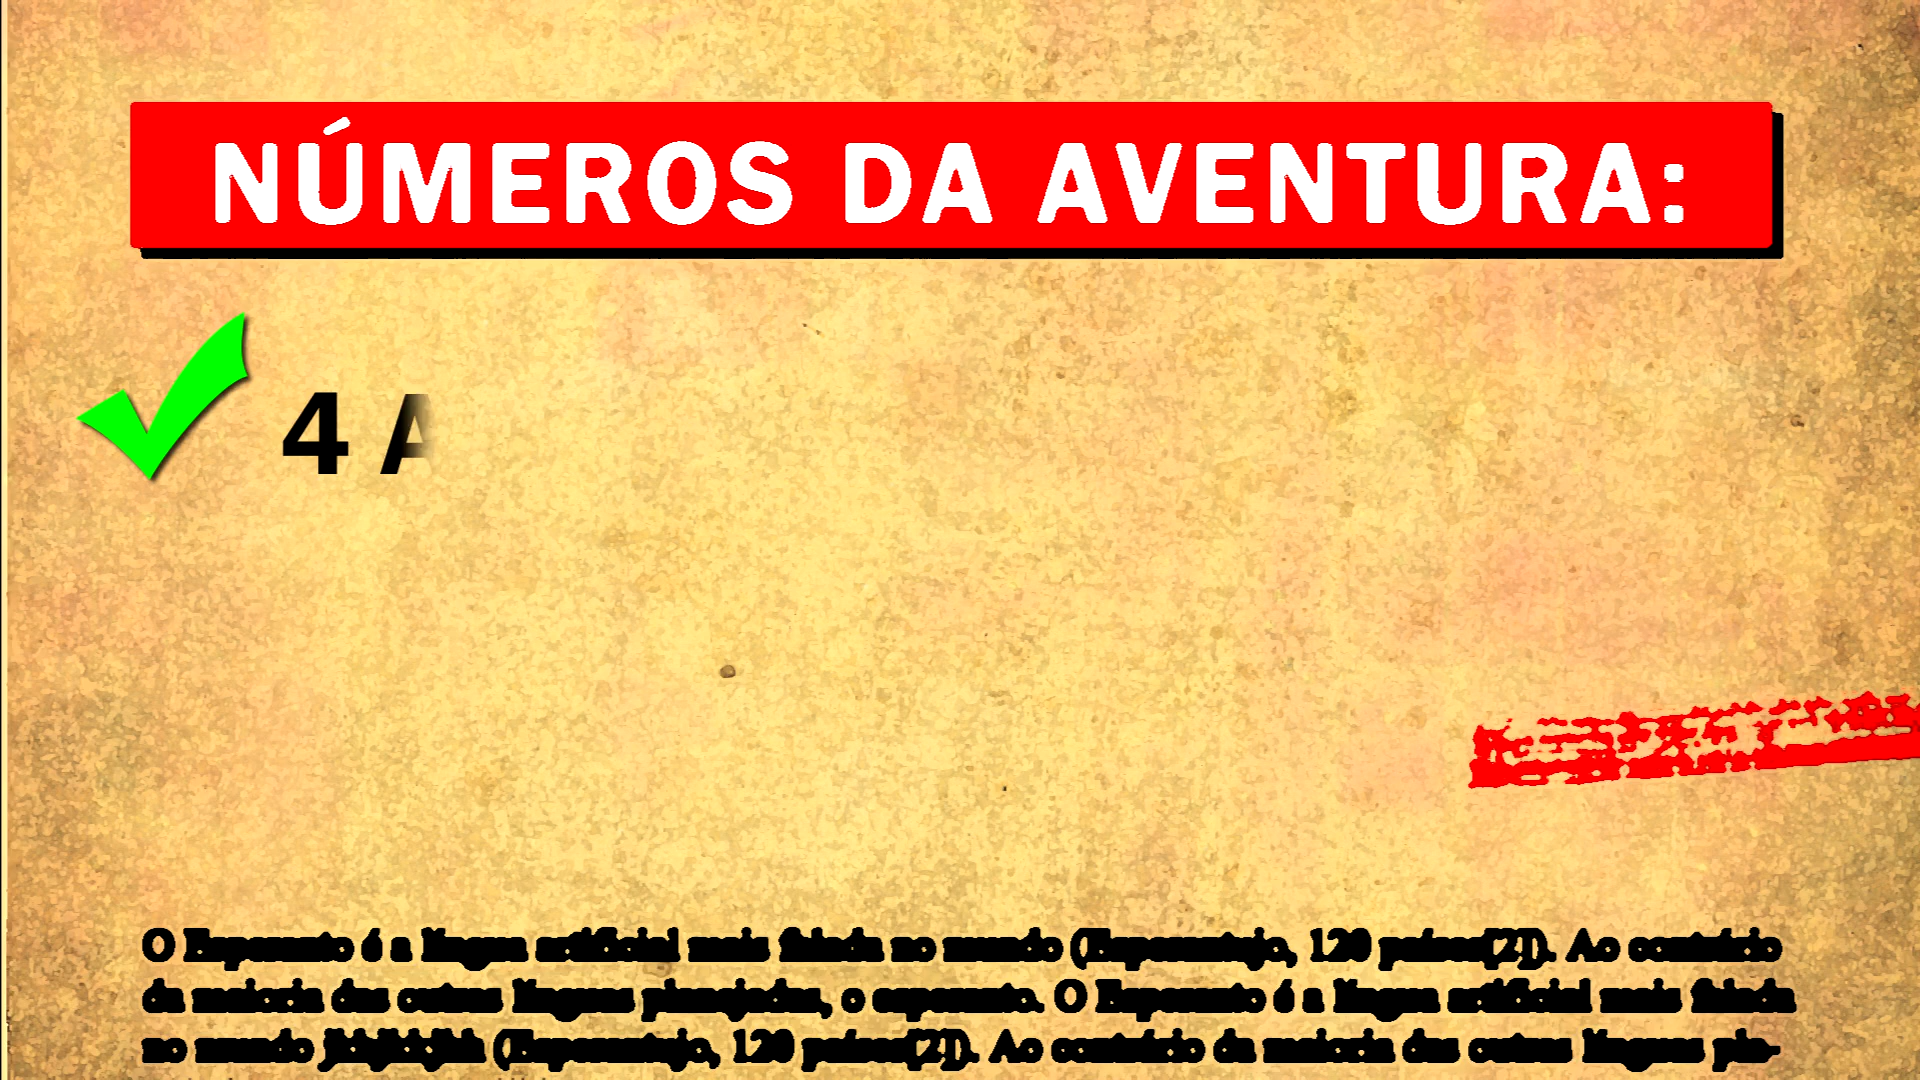 NÚMEROS DA AVENTURA:
4 A
O Esperanto é a língua artificial mais falada no mundo (Esperantujo, 120 países[2]). Ao contrário
da maioria das outras línguas planejadas, o esperanto. O Esperanto é a língua artificial mais falada
no mundo (Esperantujo, 120 países[2]). Ao contrário da maioria das outras línguas pla-